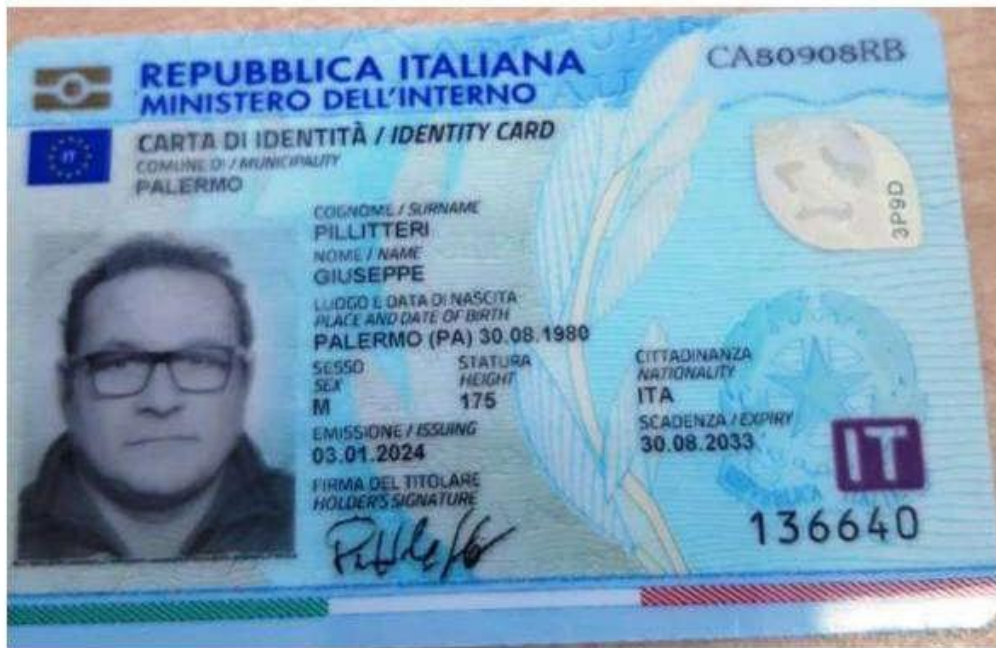 REPUBBLICA ITALIANA
MINISTERO DELL'INTERNO
CA80908RB
IT
CARTA DI IDENTITÀ / IDENTITY CARD
COMUNE DI / MUNICIPALITY
PALERMO
3P9D
COGNOME / SURNAME
PILLITTERI
NOME / NAME
GIUSEPPE
LUOGO E DATA DI NASCITA
PLACE AND DATE OF BIRTH
PALERMO (PA) 30.08.1980
SESSO STATURA CITTADINANZA
SEX HEIGHT NATIONALITY
M 175 ITA
EMISSIONE / ISSUING SCADENZA / EXPIRY
03.01.2024 30.08.2033
IT
FIRMA DEL TITOLARE
HOLDER'S SIGNATURE
136640